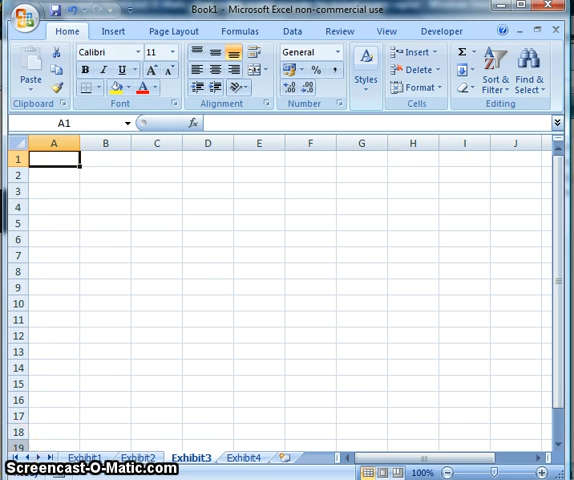 Book1 - Microsoft Excel non-commercial use
Home Insert Page Layout Formulas Data Review View Developer
Calibri 11 General Σ Insert
Paste B I U A A % , Styles Delete Sort & Filter Find & Select
A Format
Clipboard Font Alignment Number Cells Editing
A1 fx
A B C D E F G H I J
1
2
3
4
5
6
7
8
9
10
11
12
13
14
15
16
17
18
19
Exhibit1 Exhibit2 Exhibit3 Exhibit4
Screencast-O-Matic.com
100%